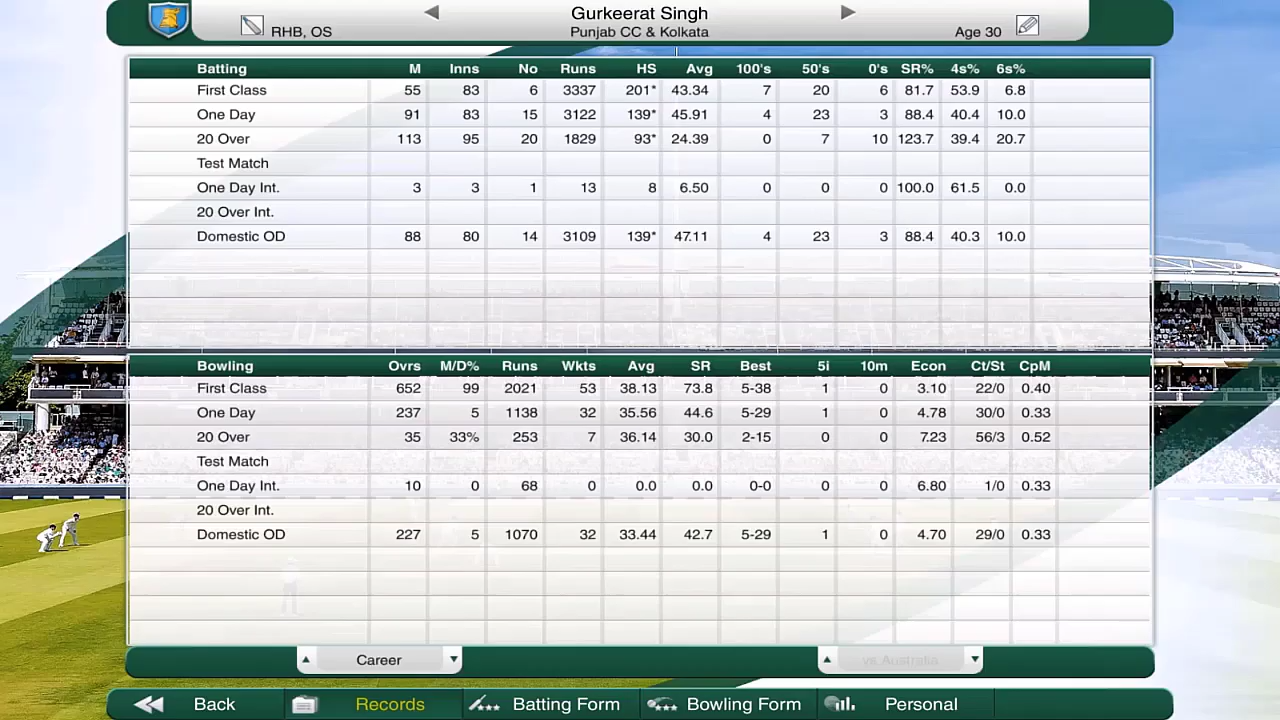 Gurkeerat Singh
RHB, OS Punjab CC & Kolkata Age 30
Batting M Inns No Runs HS Avg 100's 50's 0's SR% 4s% 6s%
First Class 55 83 6 3337 201* 43.34 7 20 6 81.7 53.9 6.8
One Day 91 83 15 3122 139* 45.91 4 23 3 88.4 40.4 10.0
20 Over 113 95 20 1829 93* 24.39 0 7 10 123.7 39.4 20.7
Test Match
One Day Int. 3 3 1 13 8 6.50 0 0 0 100.0 61.5 0.0
20 Over Int.
Domestic OD 88 80 14 3109 139* 47.11 4 23 3 88.4 40.3 10.0
Bowling Ovrs M/D% Runs Wkts Avg SR Best 5i 10m Econ Ct/St CpM
First Class 652 99 2021 53 38.13 73.8 5-38 1 0 3.10 22/0 0.40
One Day 237 5 1138 32 35.56 44.6 5-29 1 0 4.78 30/0 0.33
20 Over 35 33% 253 7 36.14 30.0 2-15 0 0 7.23 56/3 0.52
Test Match
One Day Int. 10 0 68 0 0.0 0.0 0-0 0 0 6.80 1/0 0.33
20 Over Int.
Domestic OD 227 5 1070 32 33.44 42.7 5-29 1 0 4.70 29/0 0.33
Career vs Australia
Back Records Batting Form Bowling Form Personal